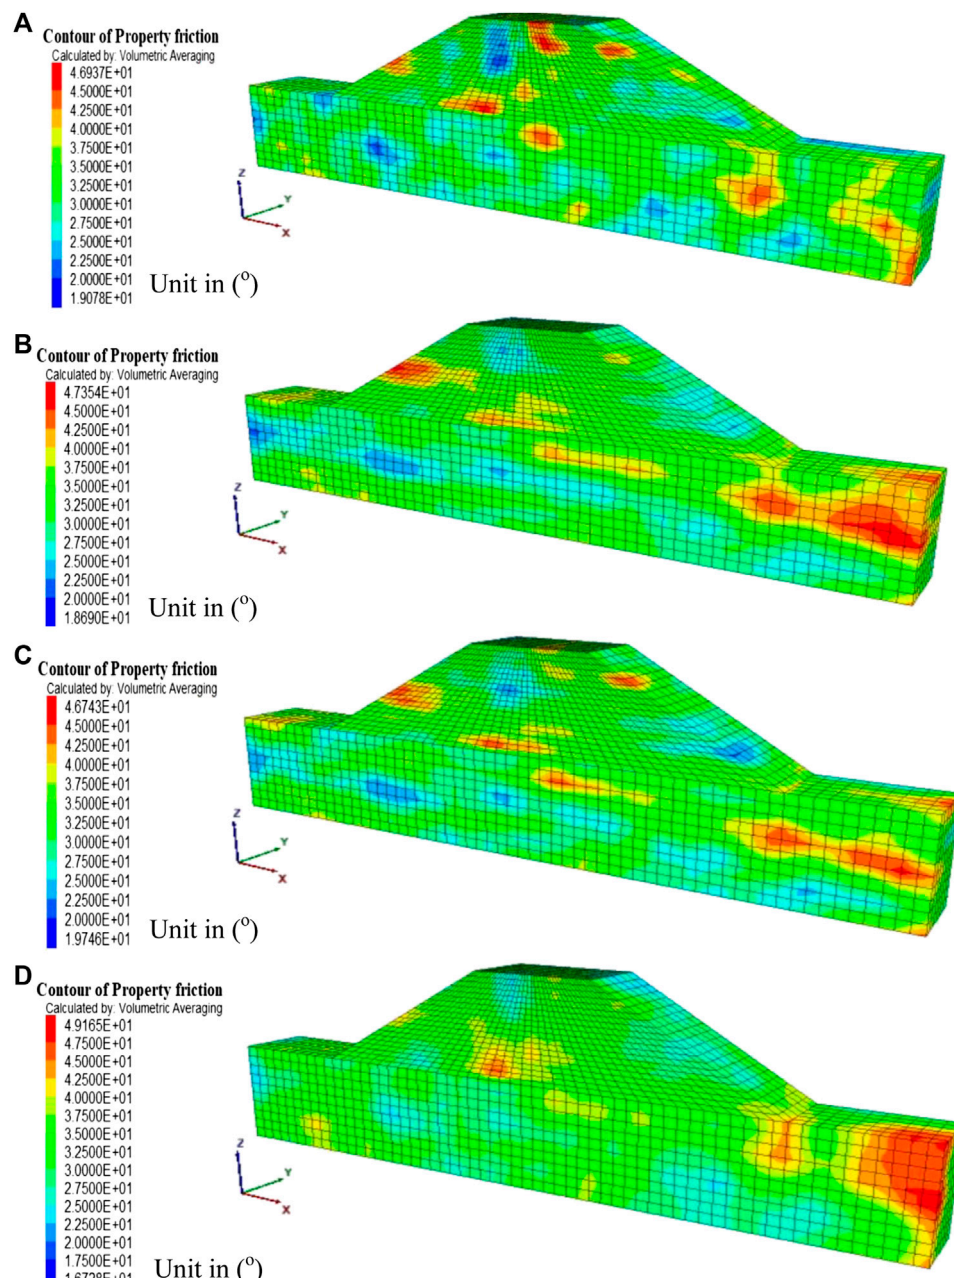 A
Contour of Property friction
Calculated by: Volumetric Averaging
4.6937E+01
4.5000E+01
4.2500E+01
4.0000E+01
3.7500E+01
3.5000E+01
3.2500E+01
3.0000E+01
2.7500E+01
2.5000E+01
2.2500E+01
2.0000E+01
1.9078E+01
Z
Y
X
Unit in (o)
B
Contour of Property friction
Calculated by: Volumetric Averaging
4.7354E+01
4.5000E+01
4.2500E+01
4.0000E+01
3.7500E+01
3.5000E+01
3.2500E+01
3.0000E+01
2.7500E+01
2.5000E+01
2.2500E+01
2.0000E+01
1.8690E+01
Z
Y
X
Unit in (o)
C
Contour of Property friction
Calculated by: Volumetric Averaging
4.6743E+01
4.5000E+01
4.2500E+01
4.0000E+01
3.7500E+01
3.5000E+01
3.2500E+01
3.0000E+01
2.7500E+01
2.5000E+01
2.2500E+01
2.0000E+01
1.9746E+01
Z
Y
X
Unit in (o)
D
Contour of Property friction
Calculated by: Volumetric Averaging
4.9165E+01
4.7500E+01
4.5000E+01
4.2500E+01
4.0000E+01
3.7500E+01
3.5000E+01
3.2500E+01
3.0000E+01
2.7500E+01
2.5000E+01
2.2500E+01
2.0000E+01
1.7500E+01
1.6728E+01
Z
Y
X
Unit in (o)